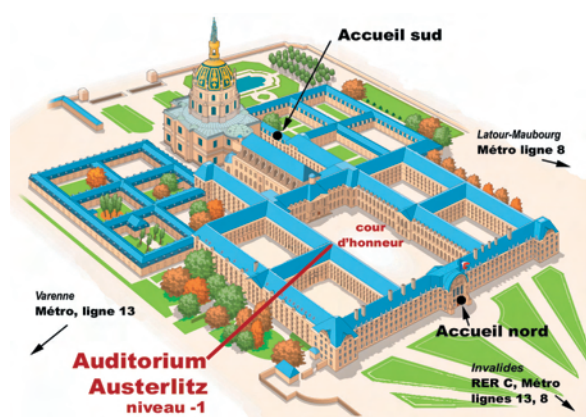 Accueil sud
Latour-Maubourg
Métro ligne 8
cour
d'honneur
Varenne
Métro, ligne 13
Auditorium
Austerlitz
niveau -1
Accueil nord
Invalides
RER C, Métro
lignes 13, 8